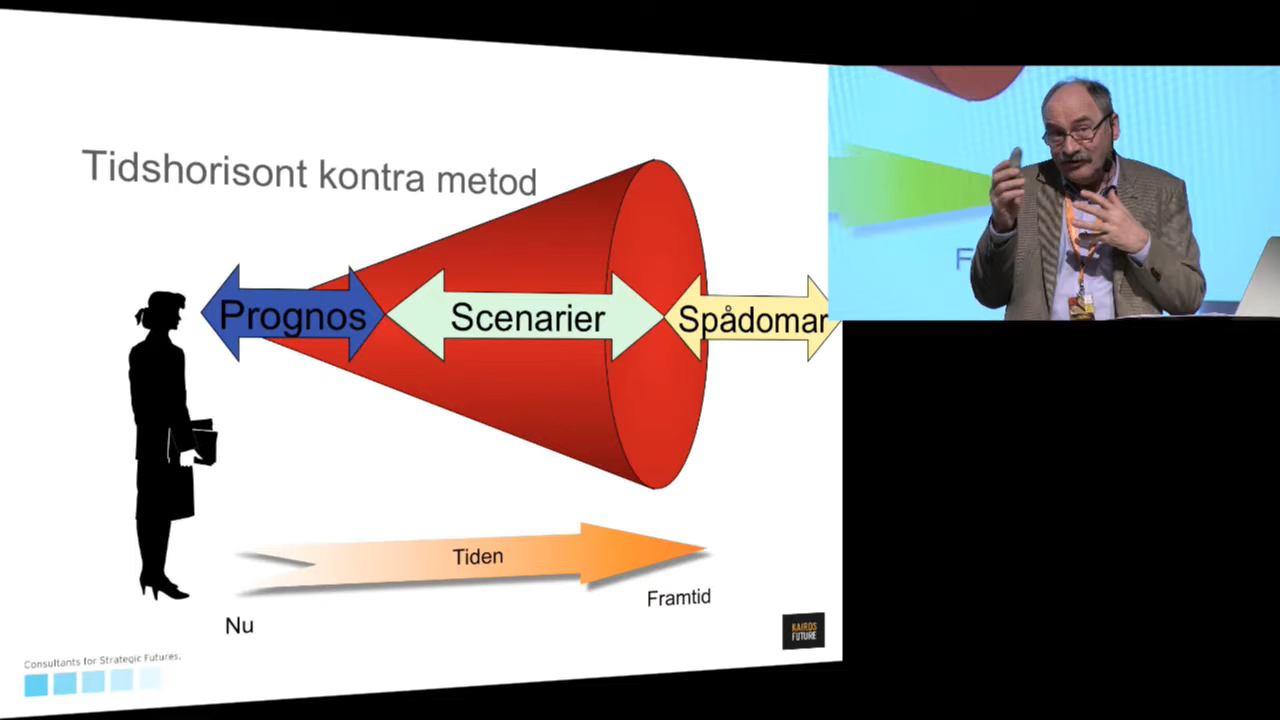 Tidshorisont kontra metod
Prognos
Scenarier
Spådomar
Tiden
Framtid
Nu
KAIROS
FUTURE
Consultants for Strategic Futures.
F